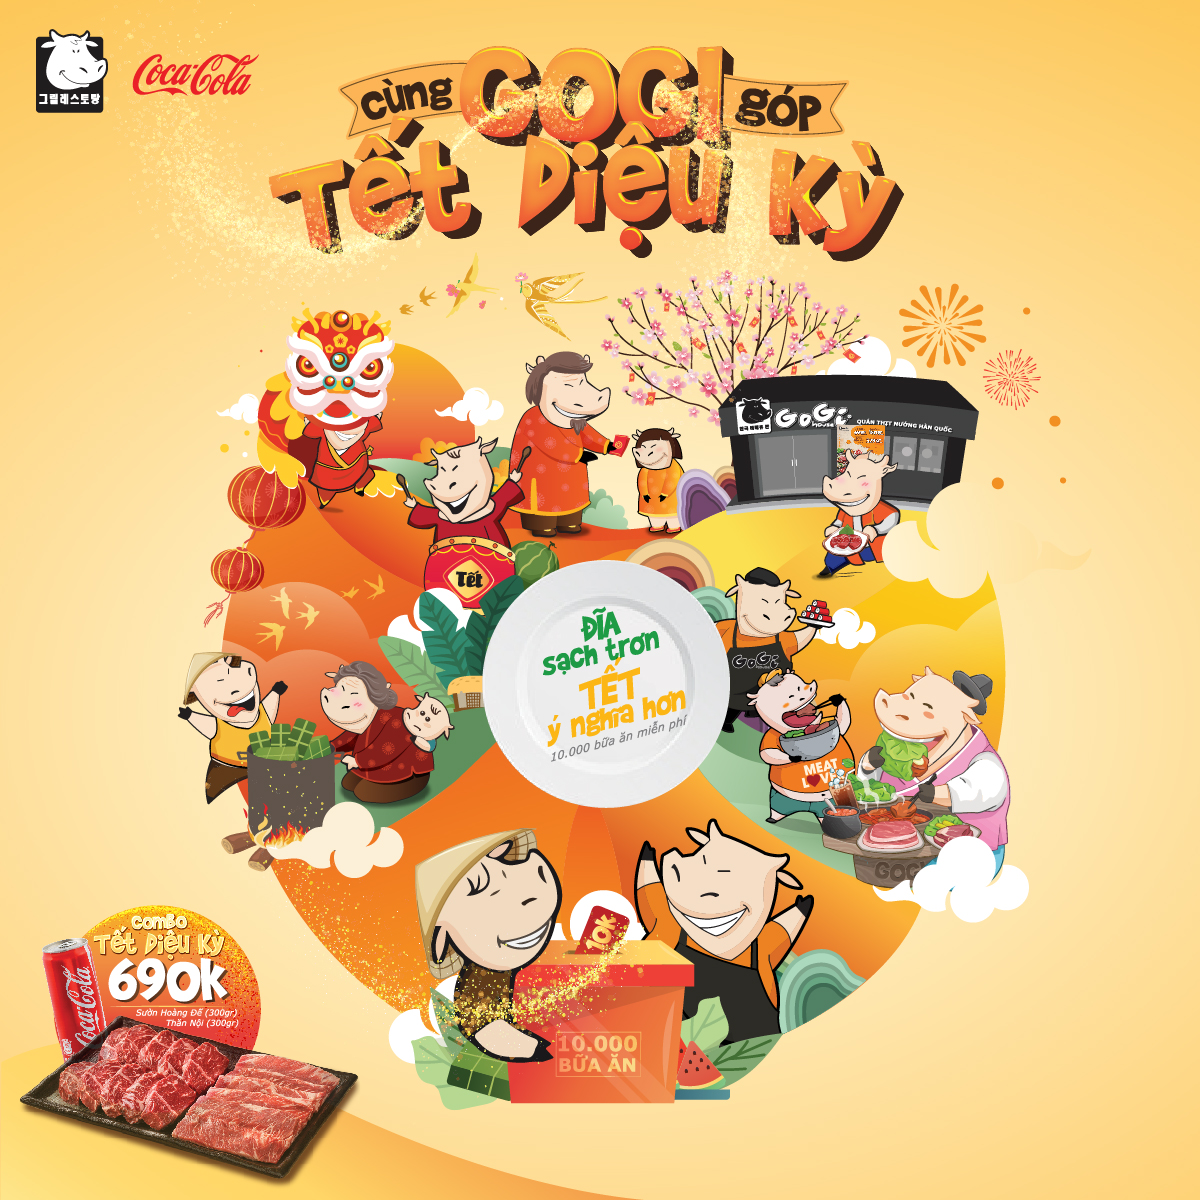 그릴레스토랑
Coca-Cola
cùng GOGI góp
Tết Diệu Kỳ
GoGi
house
QUÁN THỊT NƯỚNG HÀN QUỐC
Tết
ĐĨA
sạch trơn
TẾT
ý nghĩa hơn
10.000 bữa ăn miễn phí
GoGi
MEAT
GOGI
10K
10.000
BỮA ĂN
comBo
Tết Diệu Kỳ
690K
Sườn Hoàng Đế (300gr)
Thăn Nội (300gr)
Coca-Cola